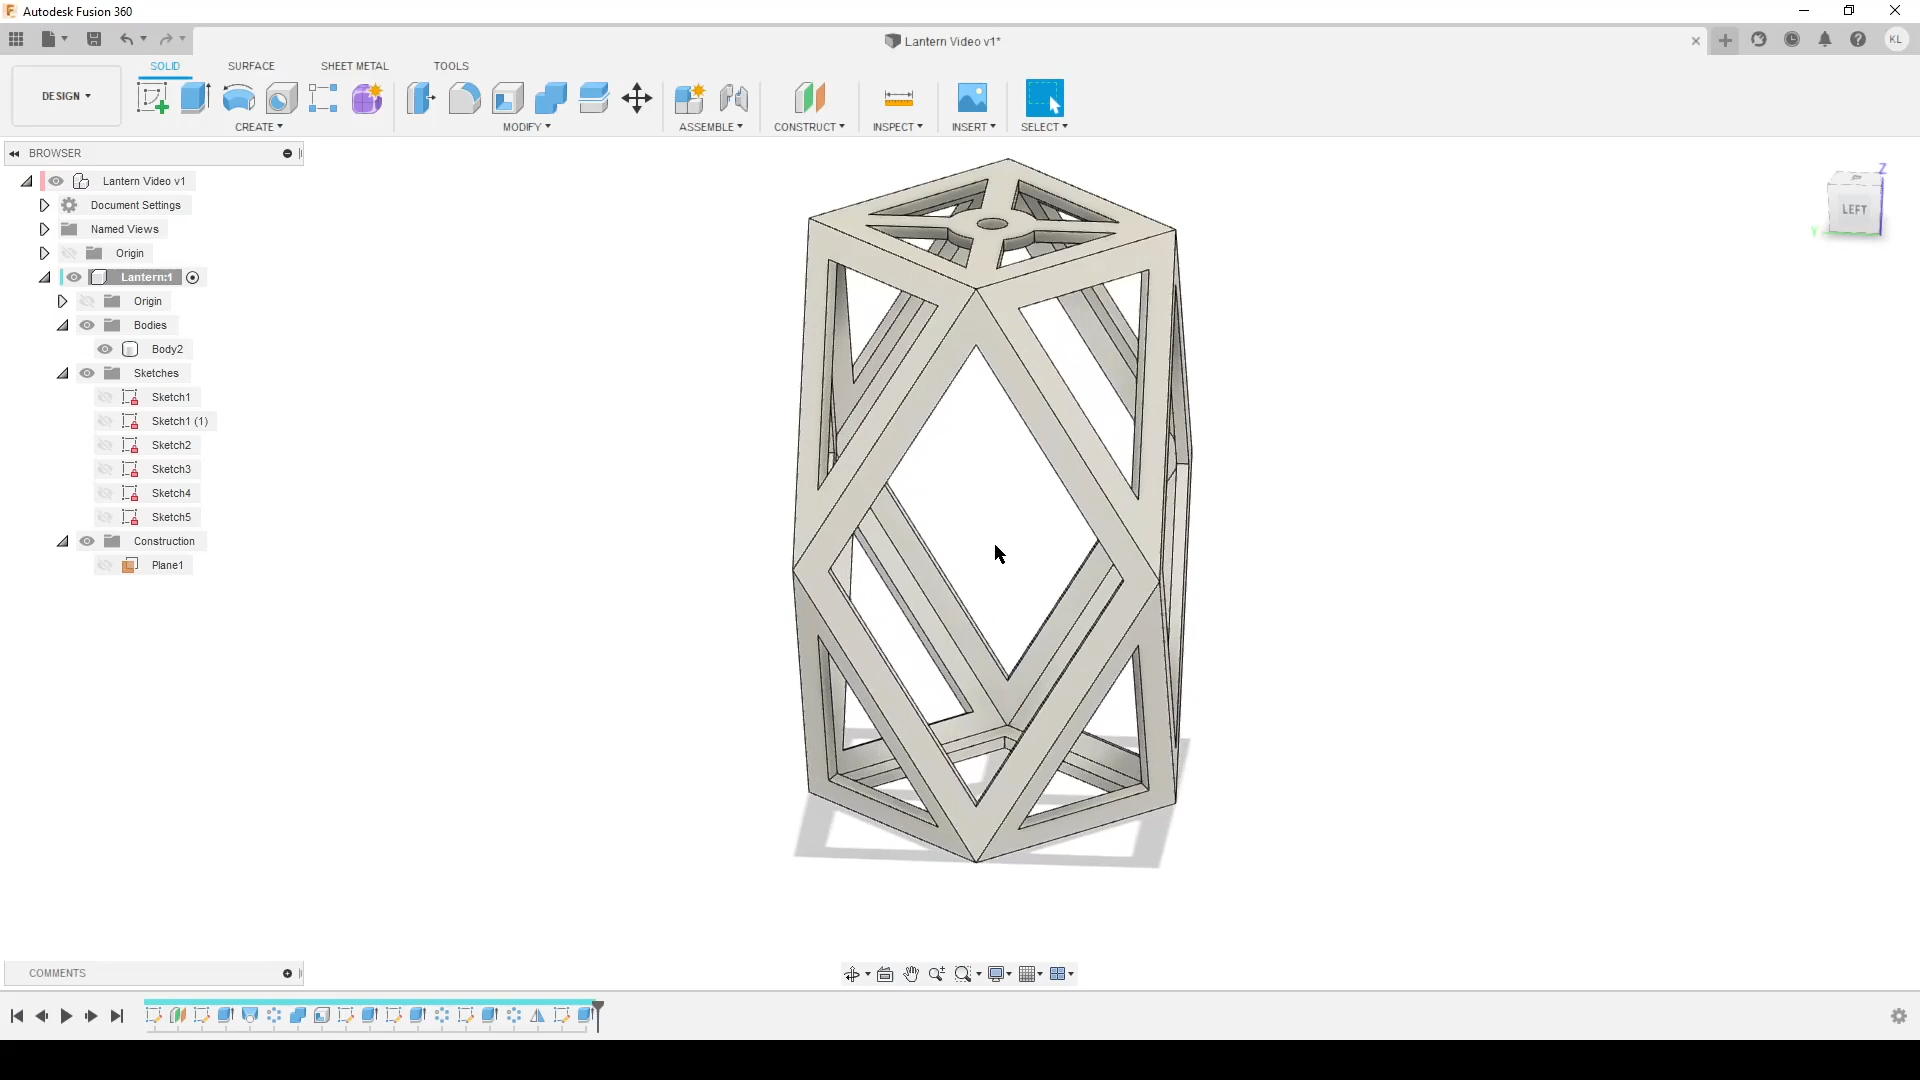 Autodesk Fusion 360
Lantern Video v1*
KL
DESIGN
SOLID SURFACE SHEET METAL TOOLS
CREATE MODIFY ASSEMBLE CONSTRUCT INSPECT INSERT SELECT
BROWSER
Lantern Video v1
Document Settings
Named Views
Origin
Lantern:1
Origin
Bodies
Body2
Sketches
Sketch1
Sketch1 (1)
Sketch2
Sketch3
Sketch4
Sketch5
Construction
Plane1
Z
LEFT
Y
COMMENTS